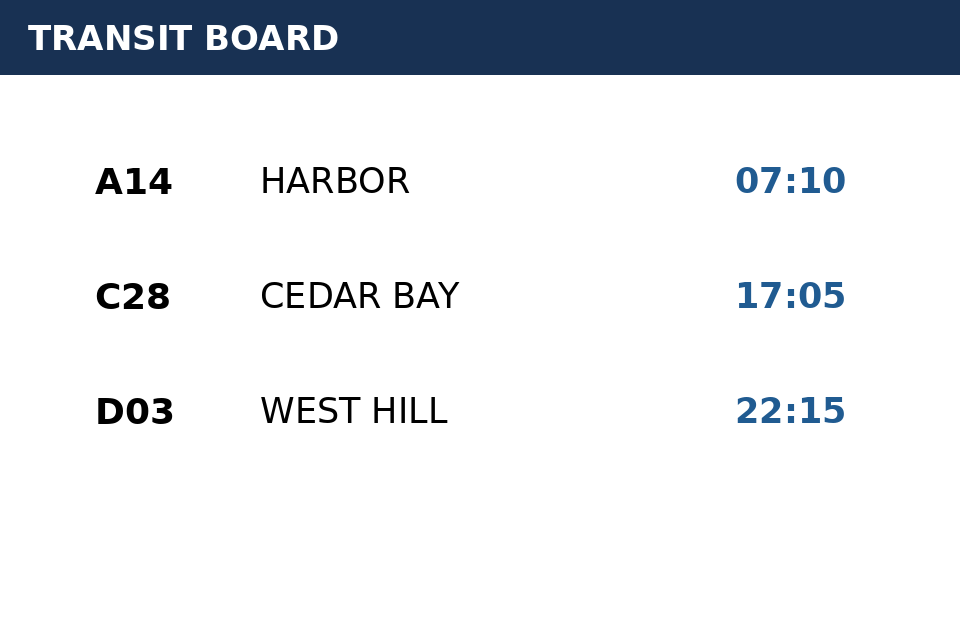 TRANSIT BOARD
A14 HARBOR 07:10
C28 CEDAR BAY 17:05
D03 WEST HILL 22:15